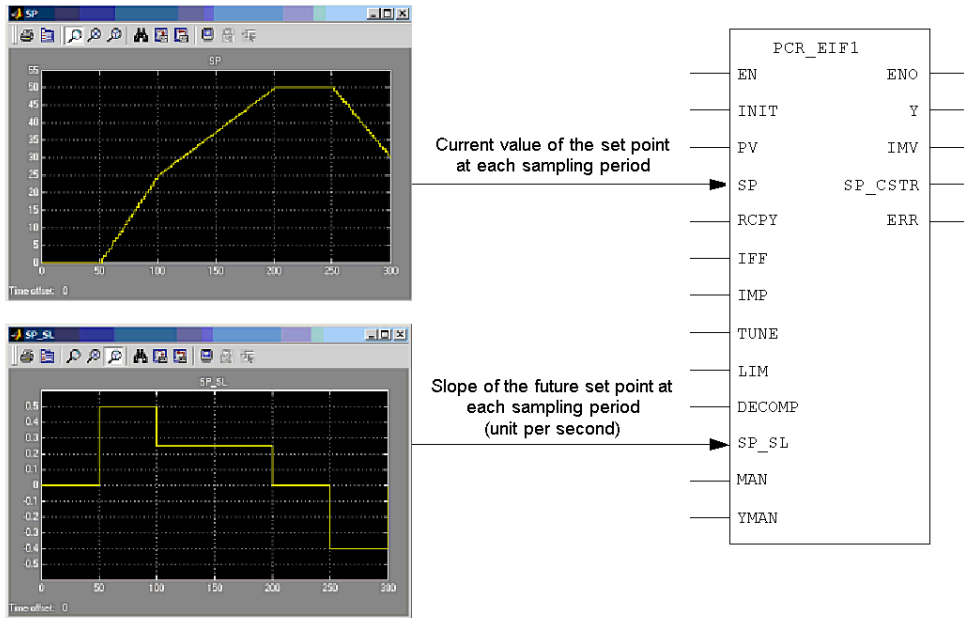 SP
SP
55
50
45
40
35
30
25
20
15
10
5
0
0 50 100 150 200 250 300
Time offset: 0
Current value of the set point
at each sampling period
SP_SL
SP_SL
0.5
0.4
0.3
0.2
0.1
0
-0.1
-0.2
-0.3
-0.4
-0.5
0 50 100 150 200 250 300
Time offset: 0
Slope of the future set point at
each sampling period
(unit per second)
PCR_EIF1
EN ENO
INIT Y
PV IMV
SP SP_CSTR
RCPY ERR
IFF
IMP
TUNE
LIM
DECOMP
SP_SL
MAN
YMAN